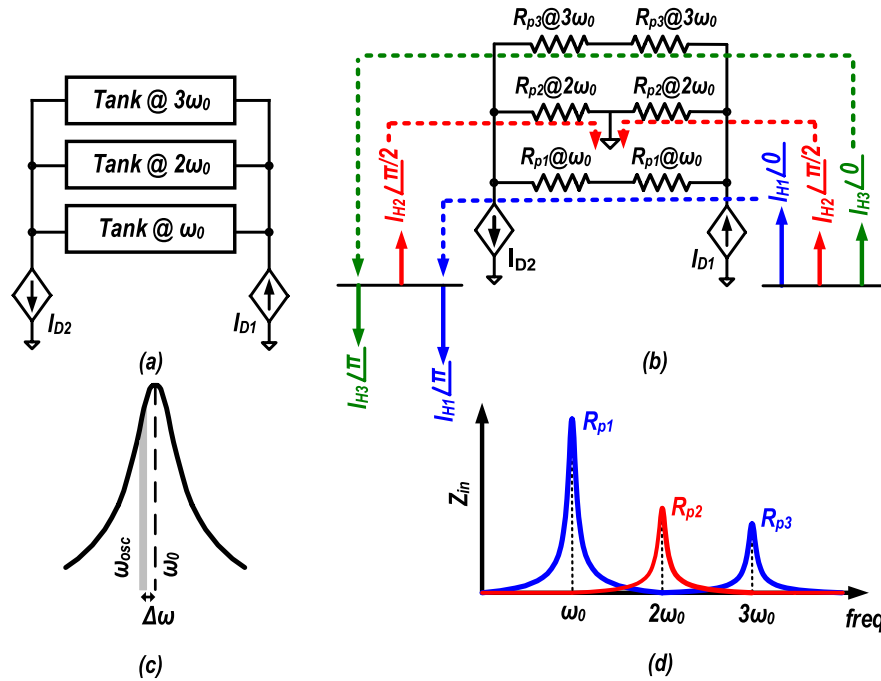 (a)
Tank @ 3ω0
Tank @ 2ω0
Tank @ ω0
ID2
ID1
(b)
Rp3@3ω0 Rp3@3ω0
Rp2@2ω0 Rp2@2ω0
Rp1@ω0 Rp1@ω0
IH2∠π/2
IH1∠0
IH2∠π/2
IH3∠0
ID2
ID1
IH3∠π
IH1∠π
(b)
(a)
ωosc
ω0
Δω
(c)
Zin
Rp1
Rp2
Rp3
ω0 2ω0 3ω0 freq
(d)